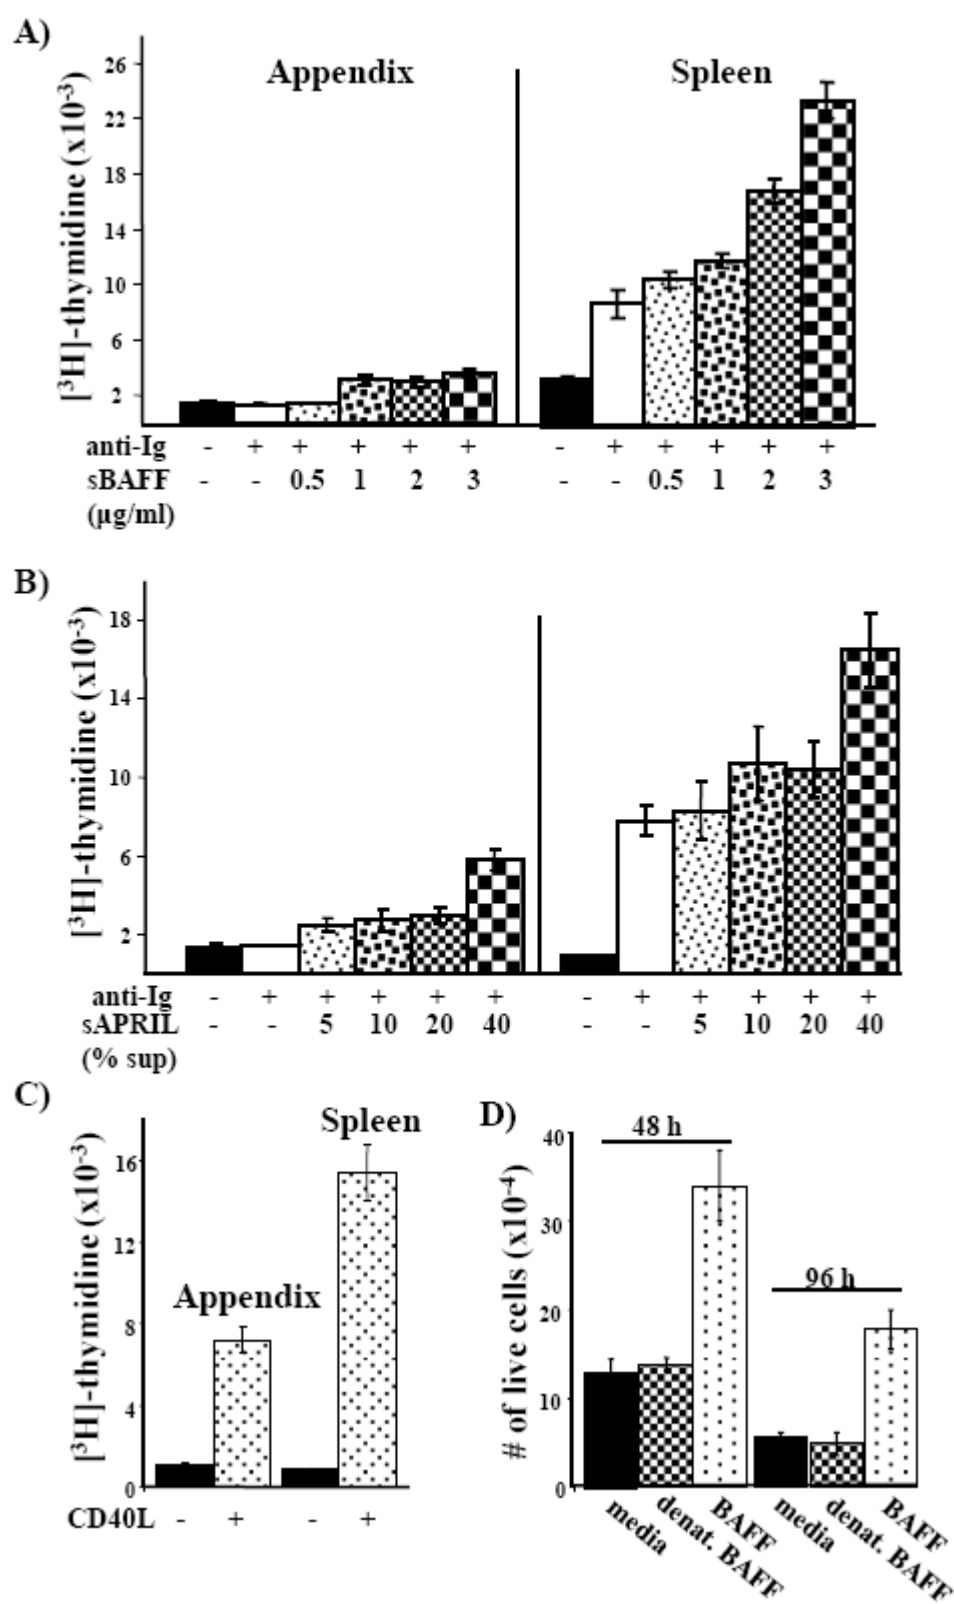 A)
Appendix
Spleen
[³H]-thymidine (x10⁻³)
26
22
18
14
10
6
2
anti-Ig - + + + + + - + + + + +
sBAFF - - 0.5 1 2 3 - - 0.5 1 2 3
(µg/ml)
B)
[³H]-thymidine (x10⁻³)
18
14
10
6
2
anti-Ig - + + + + + - + + + + +
sAPRIL - - 5 10 20 40 - - 5 10 20 40
(% sup)
C)
Spleen
Appendix
[³H]-thymidine (x10⁻³)
16
12
8
4
0
CD40L - + - +
D)
48 h
96 h
# of live cells (x10⁻⁴)
40
30
20
10
0
media
denat. BAFF
BAFF
media
denat. BAFF
BAFF